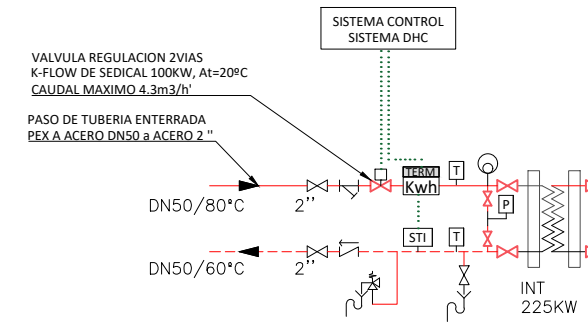 SISTEMA CONTROL
SISTEMA DHC
VALVULA REGULACION 2VIAS
K-FLOW DE SEDICAL 100KW, At=20ºC
CAUDAL MAXIMO 4.3m3/h'
PASO DE TUBERIA ENTERRADA
PEX A ACERO DN50 a ACERO 2 "
TERM
Kwh
T
P
DN50/80°C
2''
STI
T
DN50/60°C
2''
INT
225KW